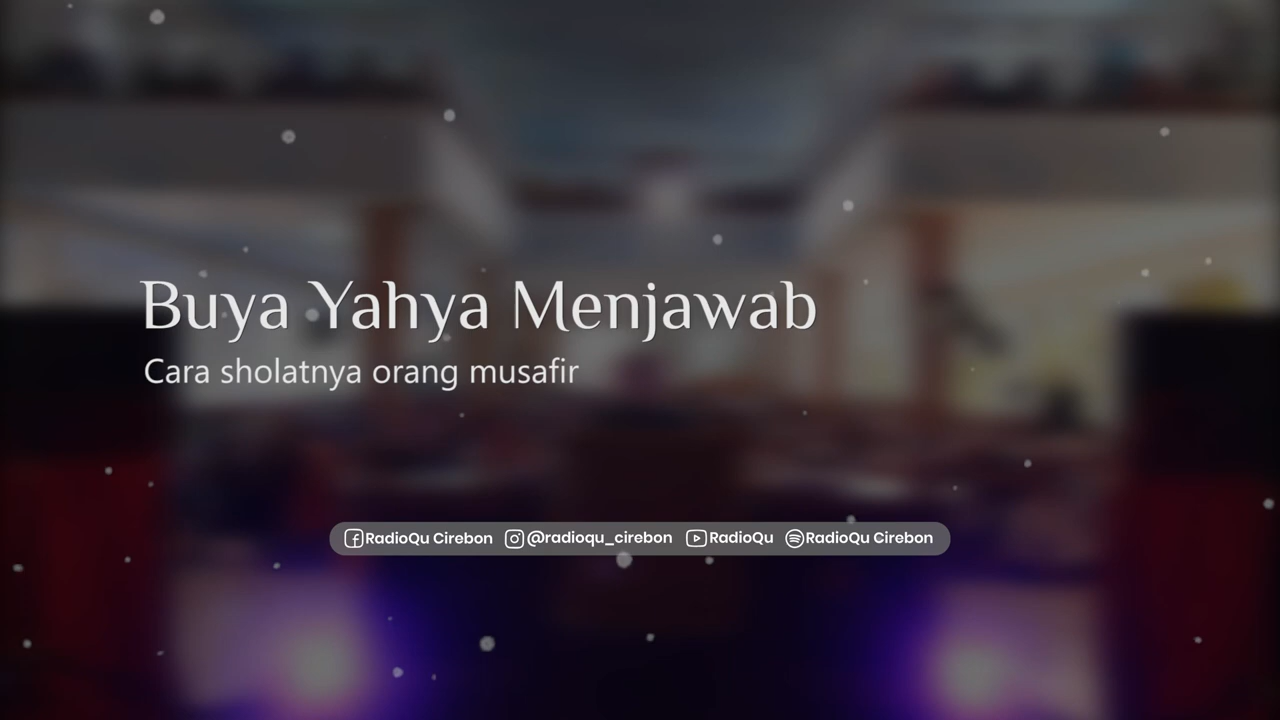 Buya Yahya Menjawab
Cara sholatnya orang musafir
RadioQu Cirebon @radioqu_cirebon RadioQu RadioQu Cirebon